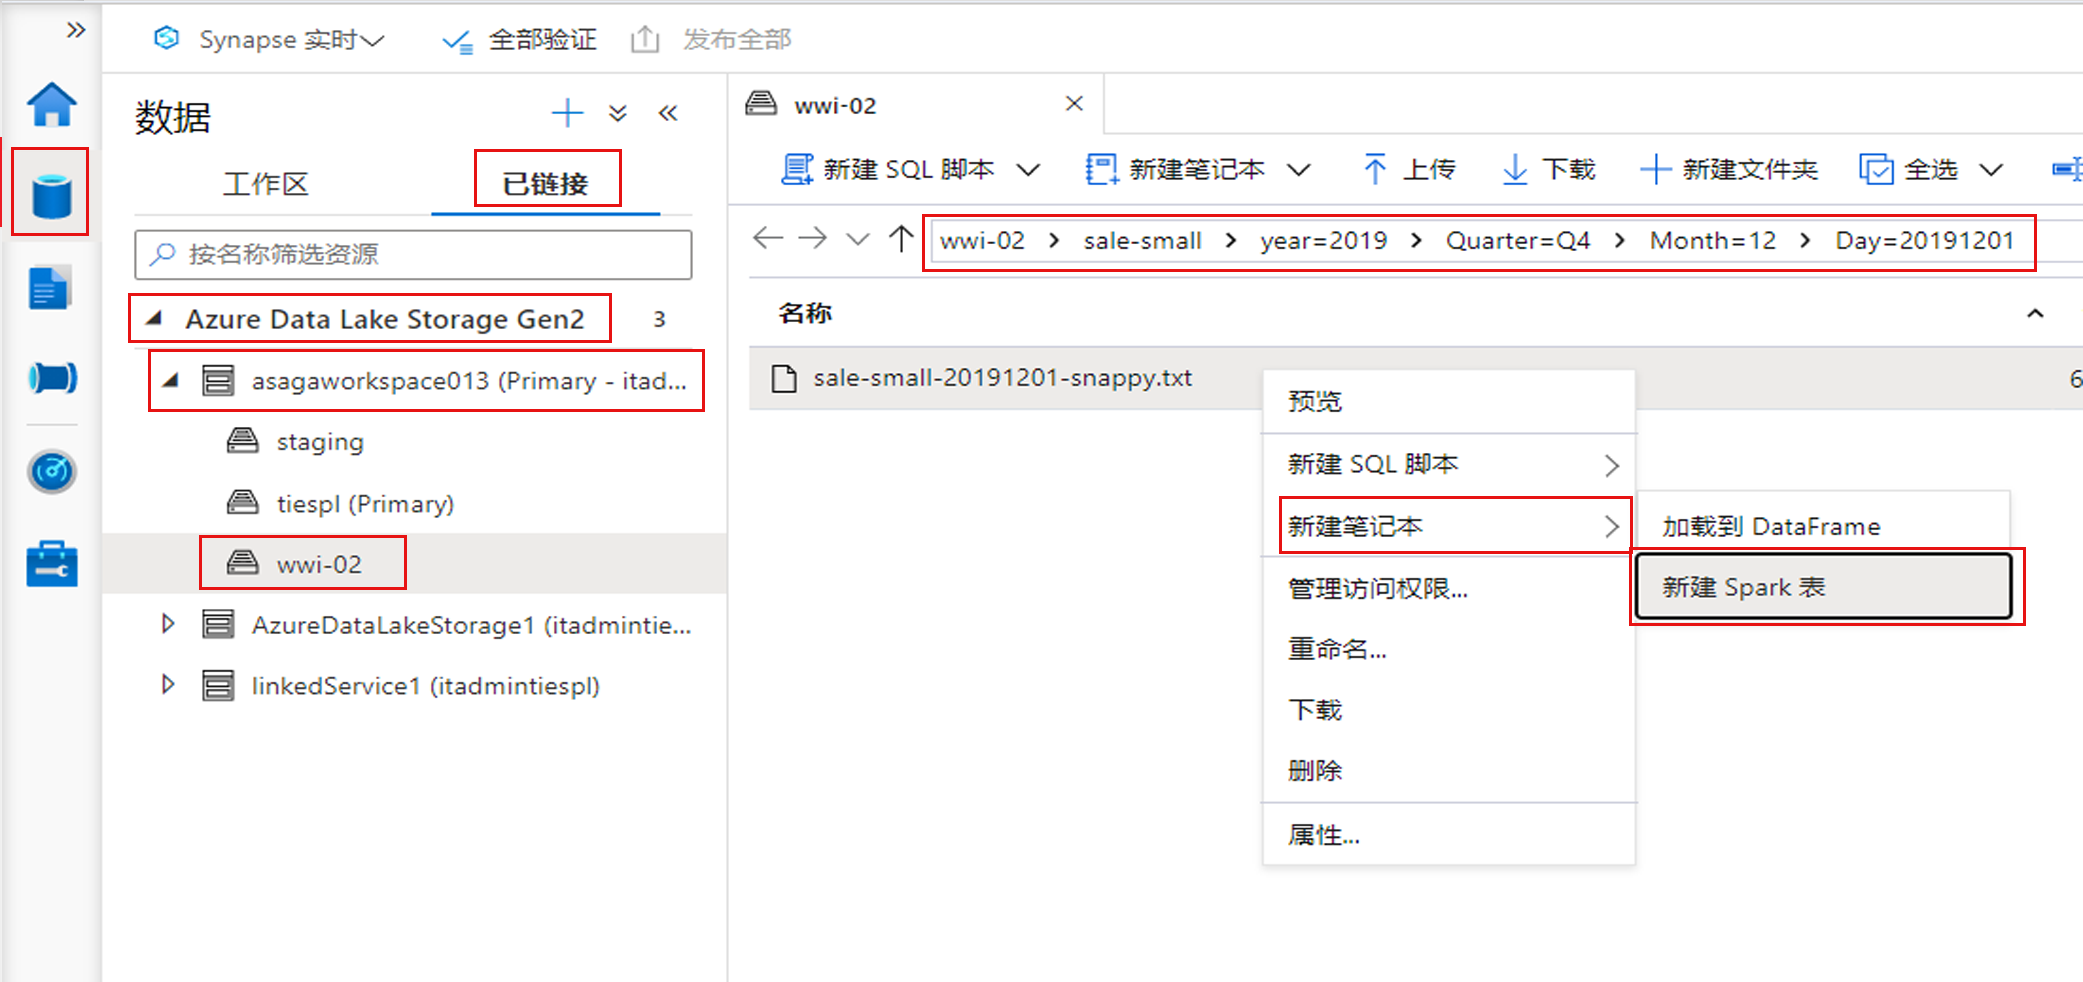 Synapse 实时
全部验证
发布全部
数据
工作区
已链接
按名称筛选资源
Azure Data Lake Storage Gen2 3
asagaworkspace013 (Primary - itad...
staging
tiespl (Primary)
wwi-02
AzureDataLakeStorage1 (itadmintie...
linkedService1 (itadmintiespl)
wwi-02
新建 SQL 脚本
新建笔记本
上传
下载
新建文件夹
全选
wwi-02 > sale-small > year=2019 > Quarter=Q4 > Month=12 > Day=20191201
名称
sale-small-20191201-snappy.txt 6
预览
新建 SQL 脚本
新建笔记本
管理访问权限...
重命名...
下载
删除
属性...
加载到 DataFrame
新建 Spark 表